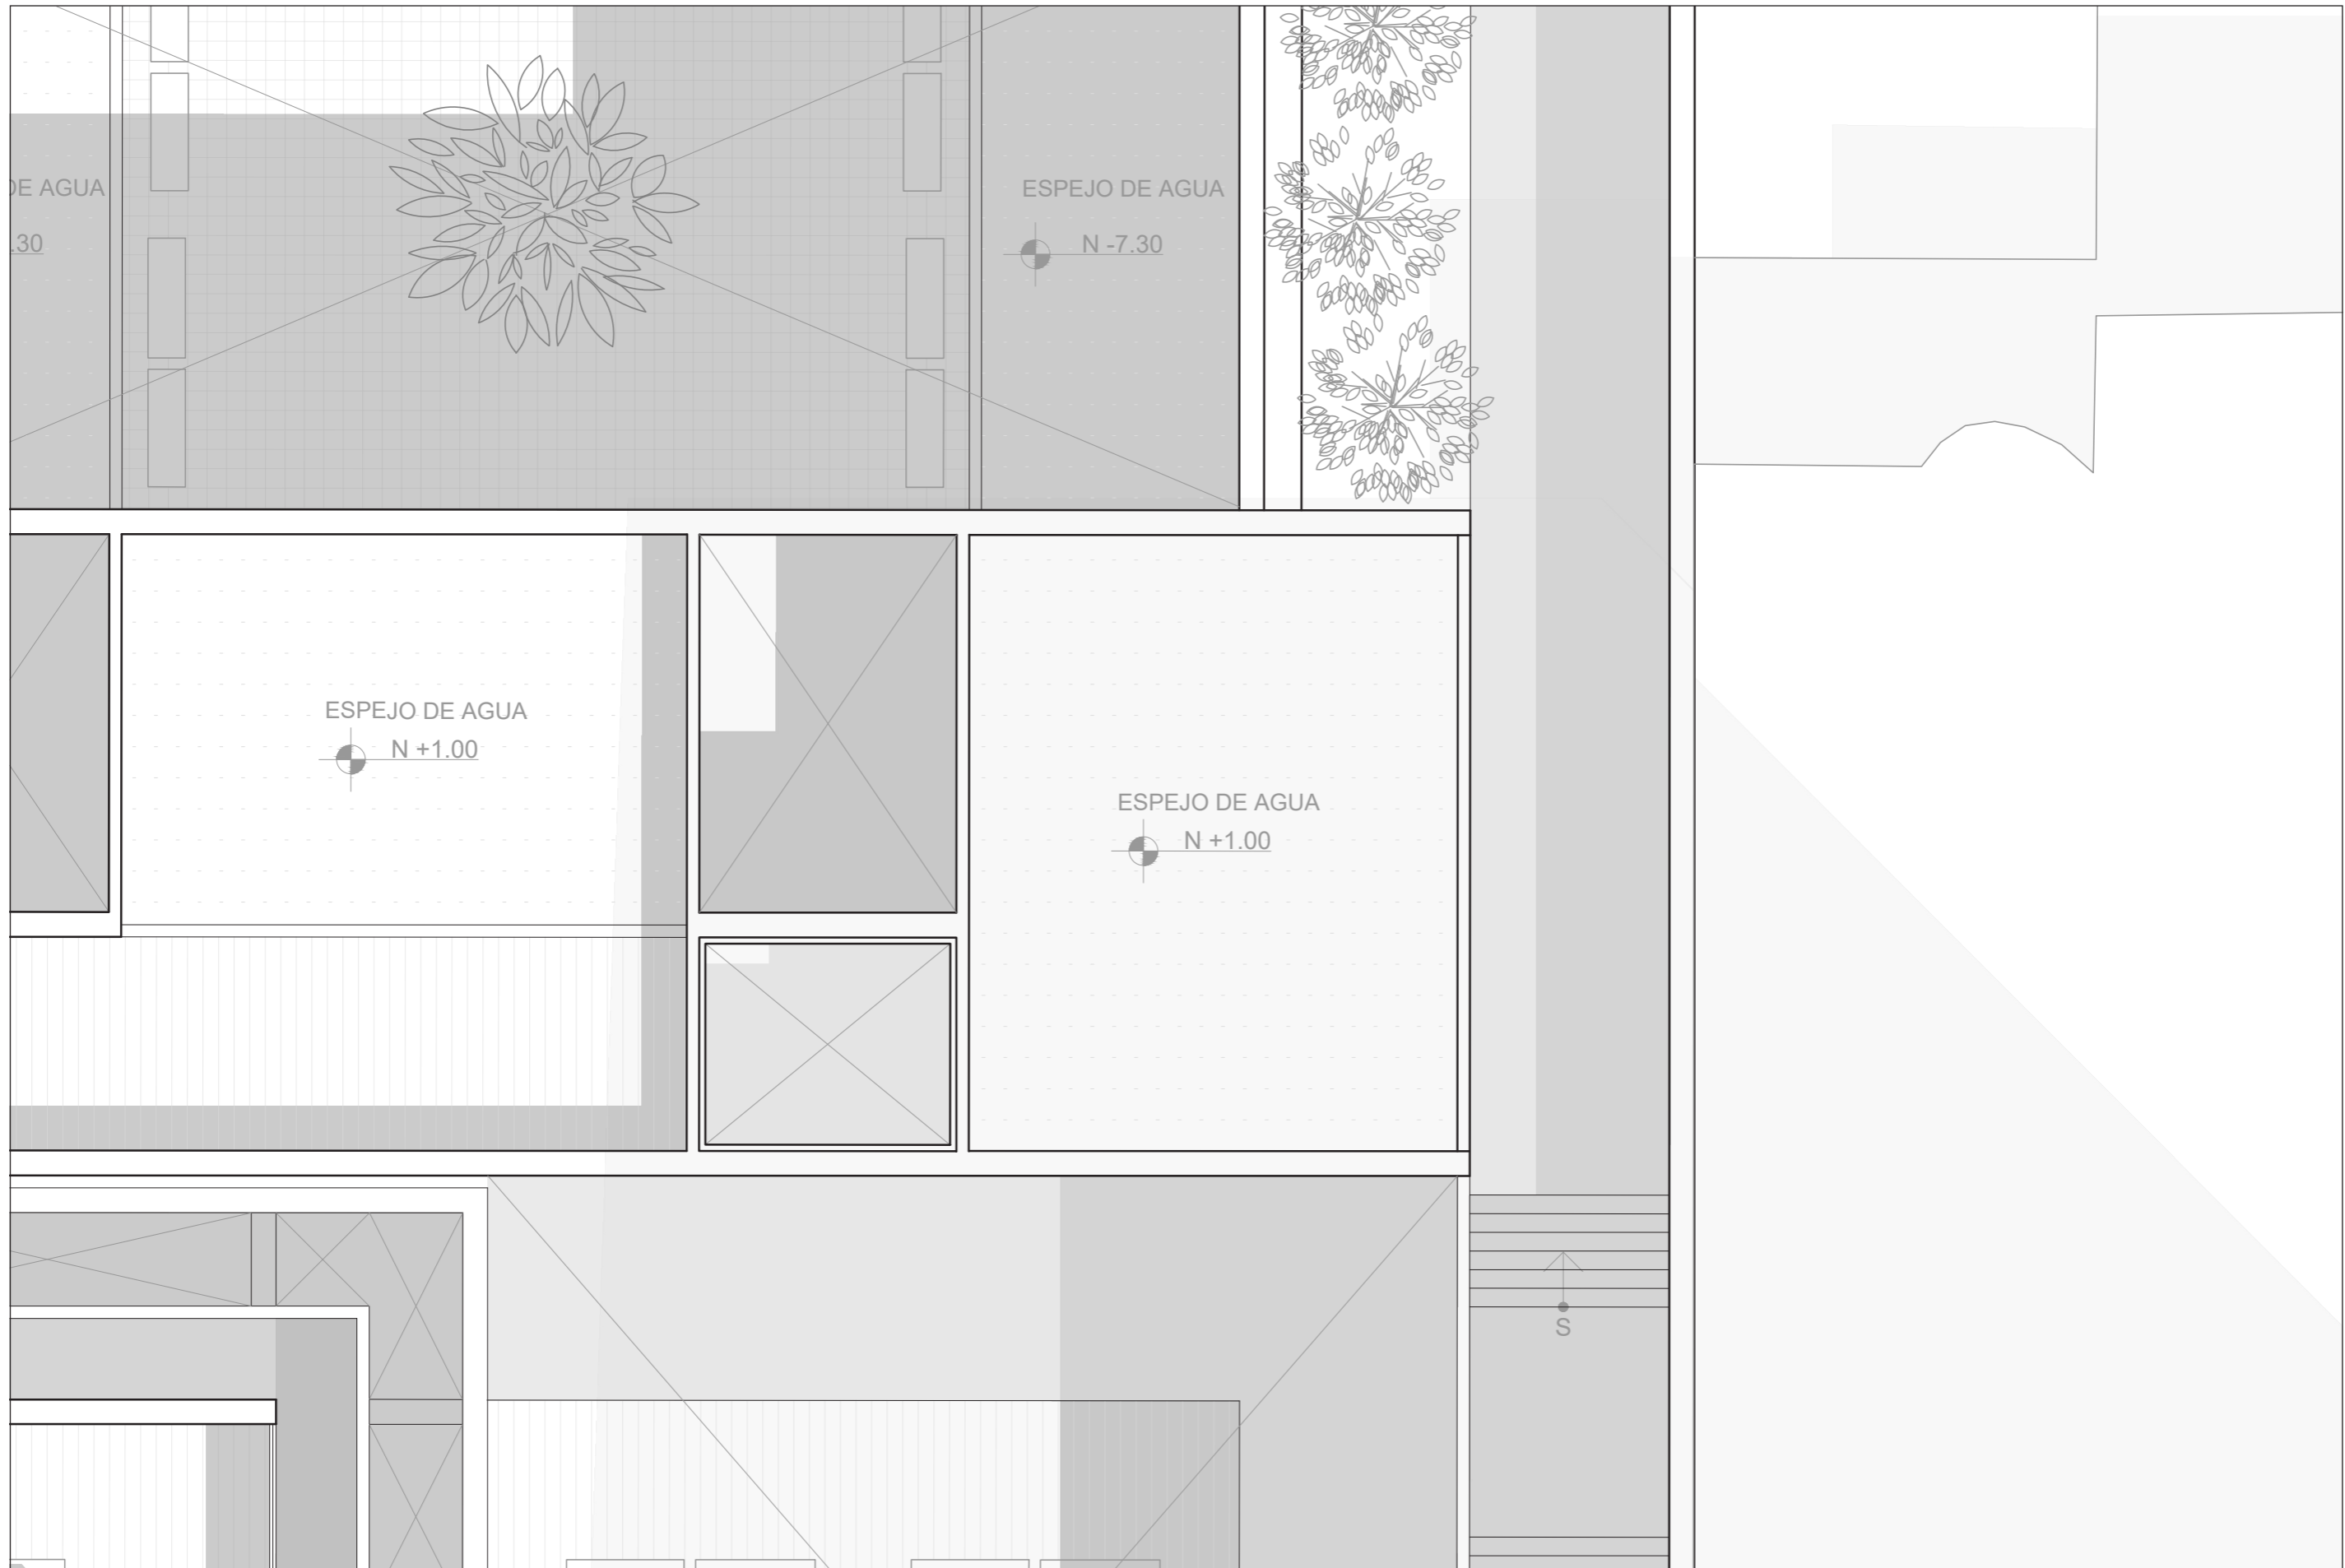 DE AGUA
.30
ESPEJO DE AGUA
N -7.30
ESPEJO DE AGUA
N +1.00
ESPEJO DE AGUA
N +1.00
S